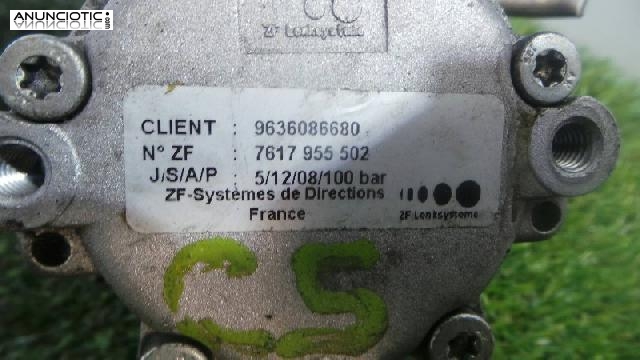 ANUNCIOTIC.com
ZF Lenksysteme
CLIENT : 9636086680
N° ZF : 7617 955 502
J/S/A/P : 5/12/08/100 bar
ZF-Systèmes de Directions
France
ZF Lenksysteme
C5